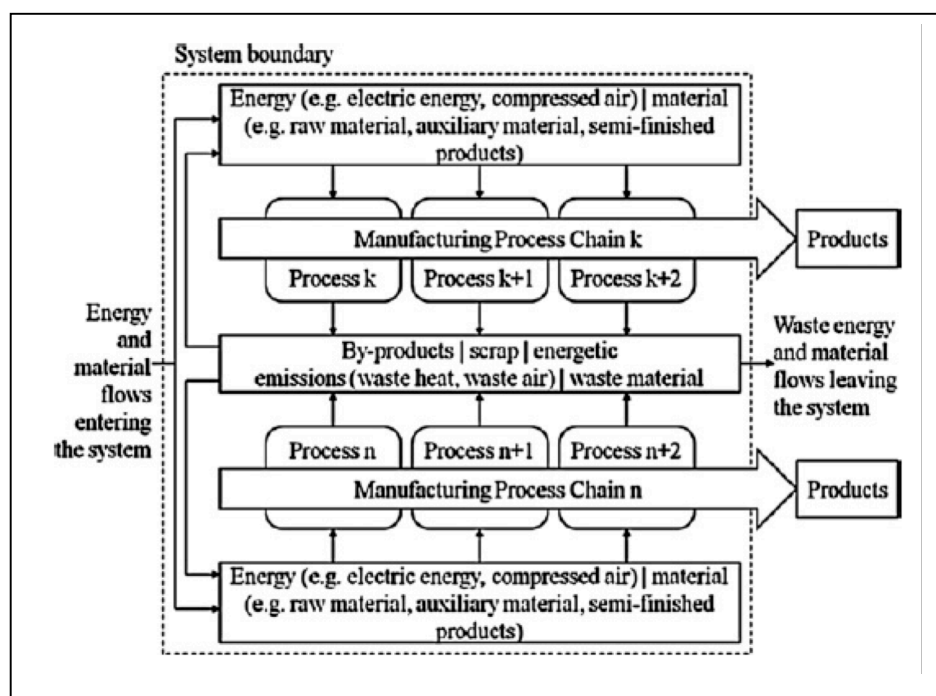 System boundary
Energy (e.g. electric energy, compressed air) | material
(e.g. raw material, auxiliary material, semi-finished
products)
Manufacturing Process Chain k
Products
Process k
Process k+1
Process k+2
Energy
and
material
flows
entering
the system
By-products | scrap | energetic
emissions (waste heat, waste air) | waste material
Waste energy
and material
flows leaving
the system
Process n
Process n+1
Process n+2
Manufacturing Process Chain n
Products
Energy (e.g. electric energy, compressed air) | material
(e.g. raw material, auxiliary material, semi-finished
products)